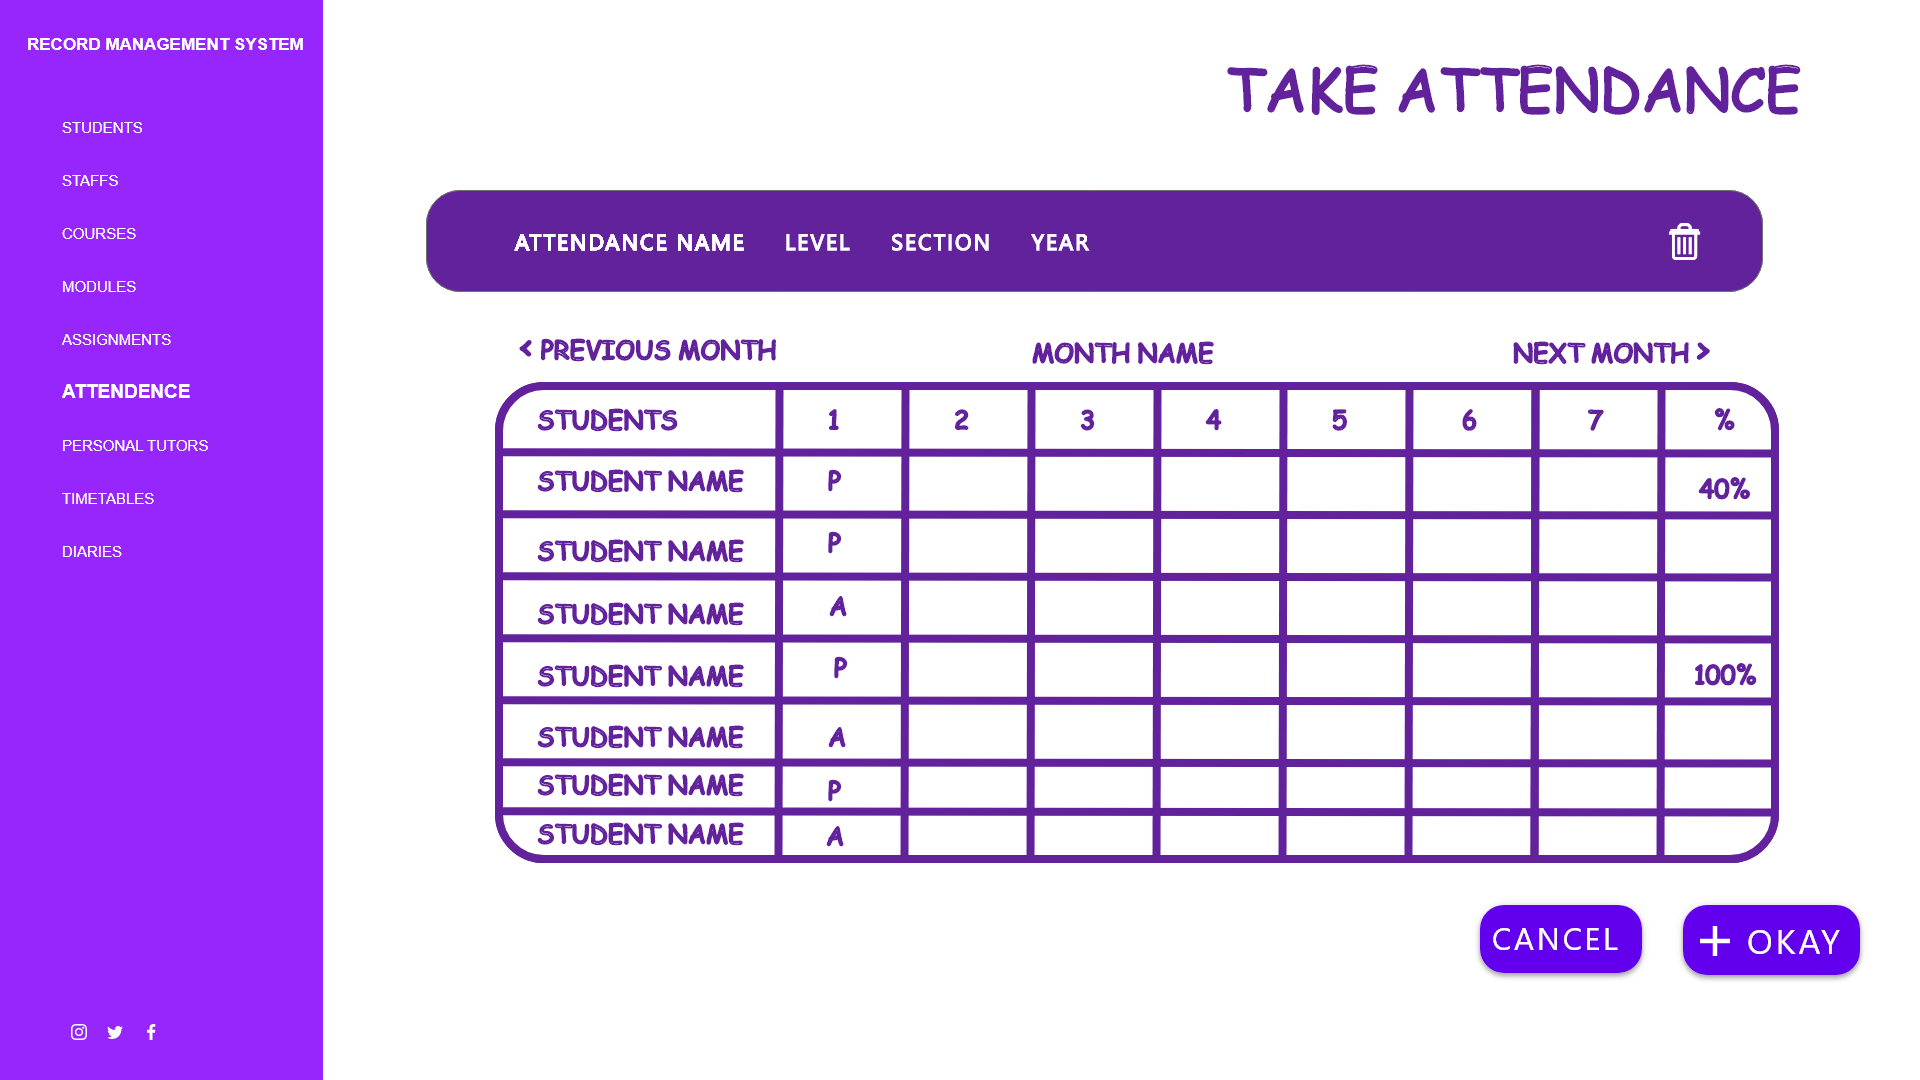 RECORD MANAGEMENT SYSTEM
STUDENTS
STAFFS
COURSES
MODULES
ASSIGNMENTS
ATTENDENCE
PERSONAL TUTORS
TIMETABLES
DIARIES
TAKE ATTENDANCE
ATTENDANCE NAME LEVEL SECTION YEAR
< PREVIOUS MONTH MONTH NAME NEXT MONTH >
STUDENTS 1 2 3 4 5 6 7 %
STUDENT NAME P 40%
STUDENT NAME P
STUDENT NAME A
STUDENT NAME P 100%
STUDENT NAME A
STUDENT NAME P
STUDENT NAME A
CANCEL + OKAY